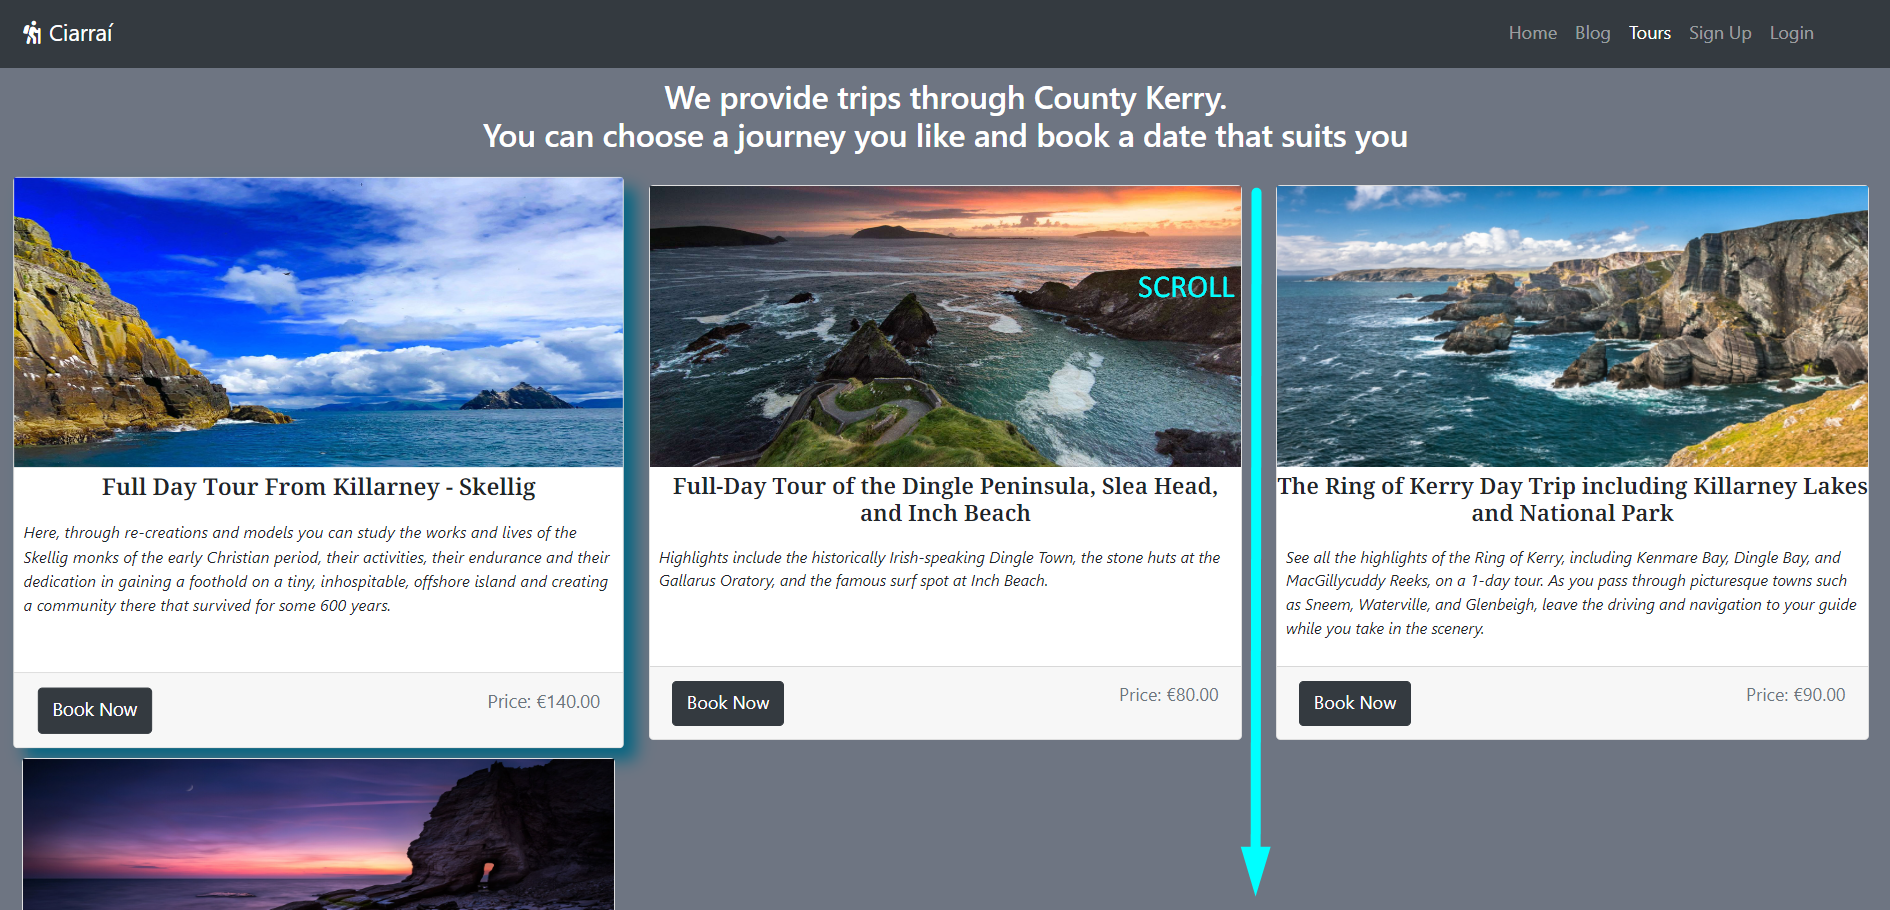 Ciarraí
Home Blog Tours Sign Up Login
We provide trips through County Kerry.
You can choose a journey you like and book a date that suits you
Full Day Tour From Killarney - Skellig
Here, through re-creations and models you can study the works and lives of the
Skellig monks of the early Christian period, their activities, their endurance and their
dedication in gaining a foothold on a tiny, inhospitable, offshore island and creating
a community there that survived for some 600 years.
Book Now
Price: €140.00
SCROLL
Full-Day Tour of the Dingle Peninsula, Slea Head,
and Inch Beach
Highlights include the historically Irish-speaking Dingle Town, the stone huts at the
Gallarus Oratory, and the famous surf spot at Inch Beach.
Book Now
Price: €80.00
The Ring of Kerry Day Trip including Killarney Lakes
and National Park
See all the highlights of the Ring of Kerry, including Kenmare Bay, Dingle Bay, and
MacGillycuddy Reeks, on a 1-day tour. As you pass through picturesque towns such
as Sneem, Waterville, and Glenbeigh, leave the driving and navigation to your guide
while you take in the scenery.
Book Now
Price: €90.00